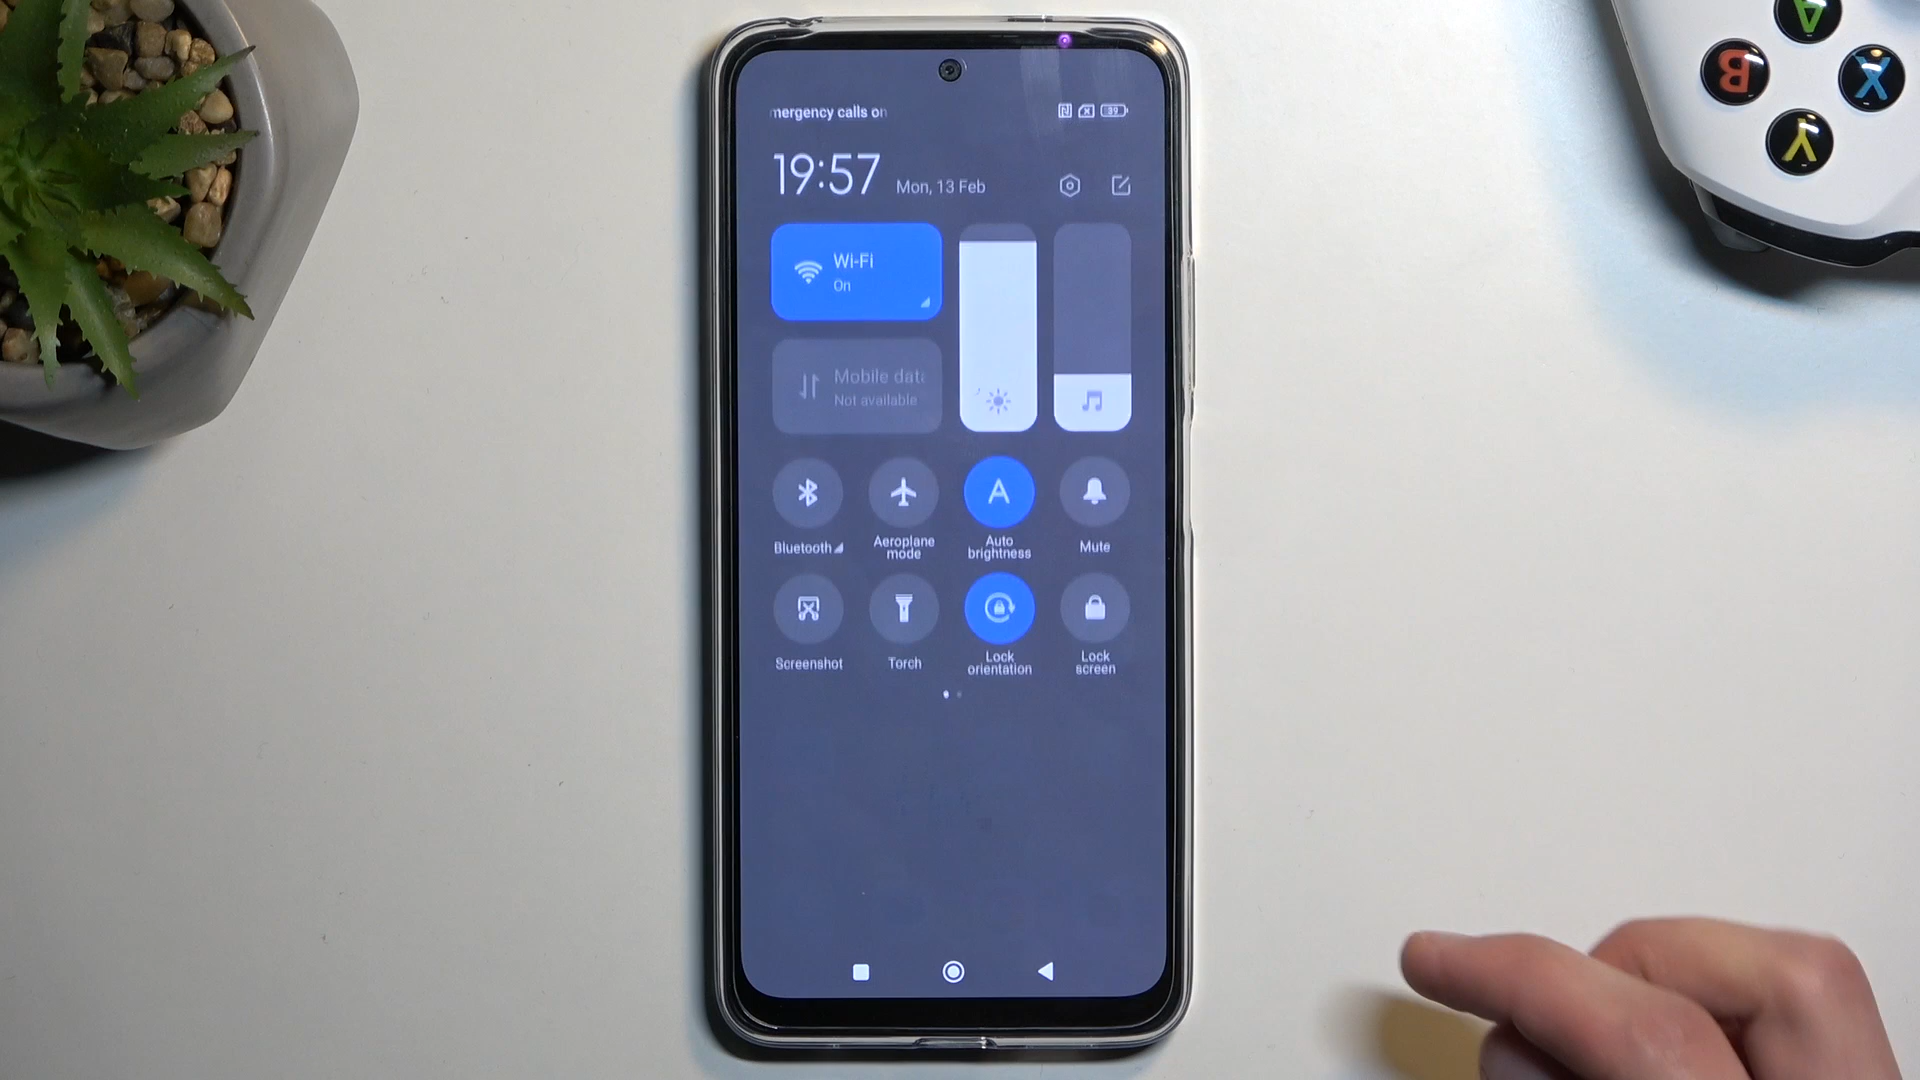 mergency calls on
39
19:57 Mon, 13 Feb
Wi-Fi
On
Mobile dat
Not available
Bluetooth
Aeroplane
mode
Auto
brightness
Mute
Screenshot
Torch
Lock
orientation
Lock
screen
A
B
X
Y